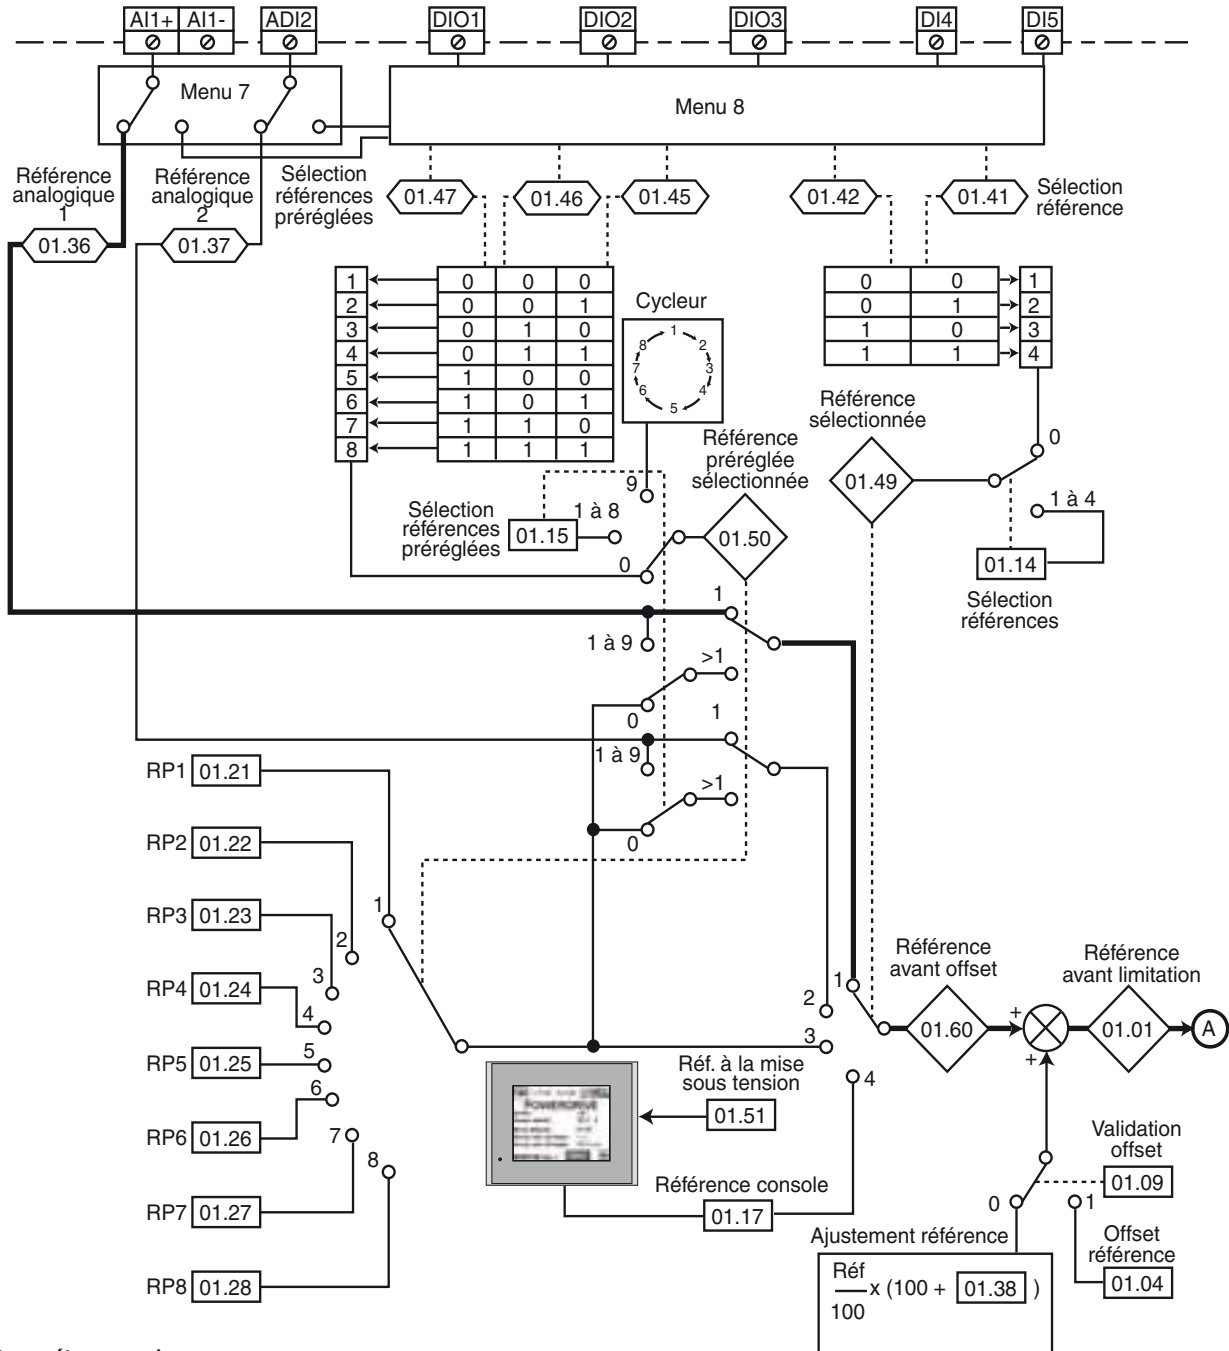 AI1+ AI1- ADI2 DIO1 DIO2 DIO3 DI4 DI5
Menu 7
Menu 8
Référence
analogique
1
01.36
Référence
analogique
2
01.37
Sélection
références
préréglées
01.47
01.46
01.45
01.42
01.41
Sélection
référence
1 0 0 0
2 0 0 1
3 0 1 0
4 0 1 1
5 1 0 0
6 1 0 1
7 1 1 0
8 1 1 1
Cycleur
1
2
3
4
5
6
7
8
0 0 1
0 1 2
1 0 3
1 1 4
Référence
sélectionnée
01.49
0
1 à 4
01.14
Sélection
références
Référence
préréglée
sélectionnée
01.50
9
1 à 8
0
Sélection
références
préréglées
01.15
1
1 à 9
>1
0
1
1 à 9
>1
0
RP1 01.21
RP2 01.22
RP3 01.23
RP4 01.24
RP5 01.25
RP6 01.26
RP7 01.27
RP8 01.28
1
2
3
4
5
6
7
8
1
2
3
4
Référence
avant offset
01.60
+
+
Référence
avant limitation
01.01
A
POWERDRIVE
Réf. à la mise
sous tension
01.51
Référence console
01.17
Validation
offset
01.09
0
1
Offset
référence
01.04
Ajustement référence
Réf
100
x (100 + 01.38 )